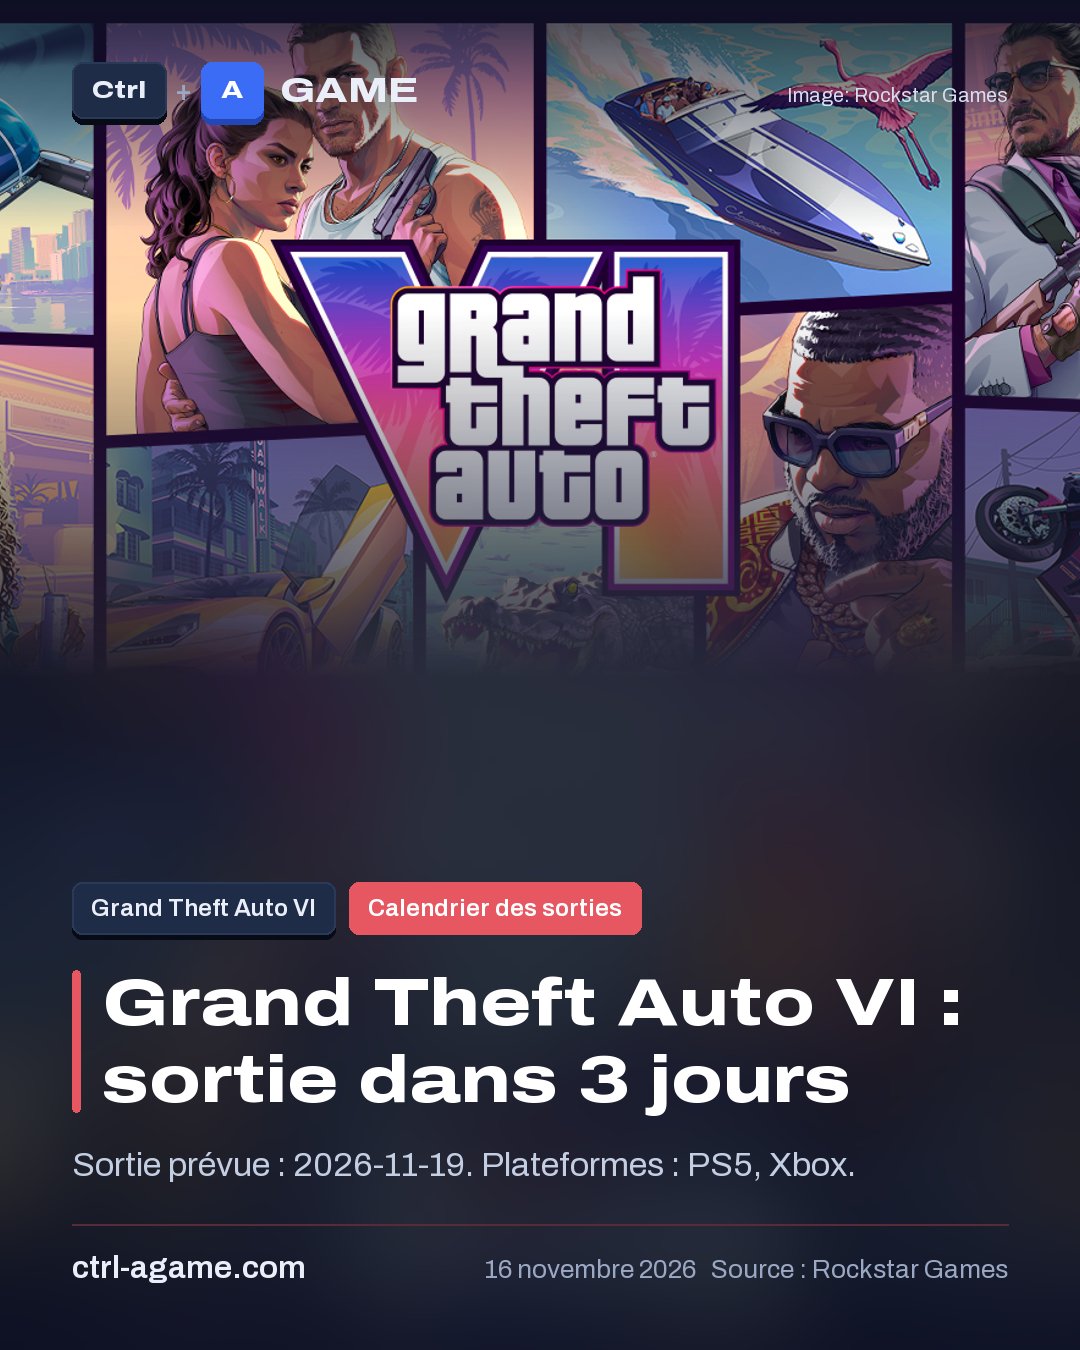 Ctrl + A GAME
Image: Rockstar Games
VI
grand
theft
auto
Grand Theft Auto VI
Calendrier des sorties
Grand Theft Auto VI :
sortie dans 3 jours
Sortie prévue : 2026-11-19. Plateformes : PS5, Xbox.
ctrl-agame.com
16 novembre 2026 Source : Rockstar Games